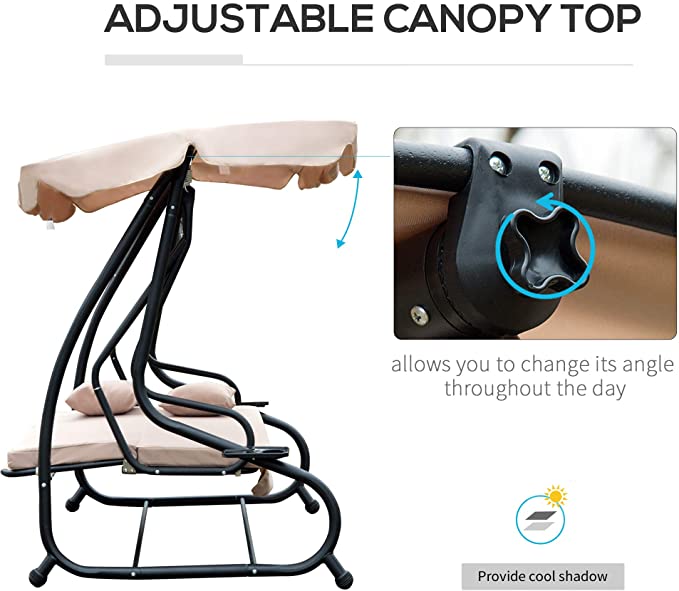 ADJUSTABLE CANOPY TOP
allows you to change its angle
throughout the day
Provide cool shadow